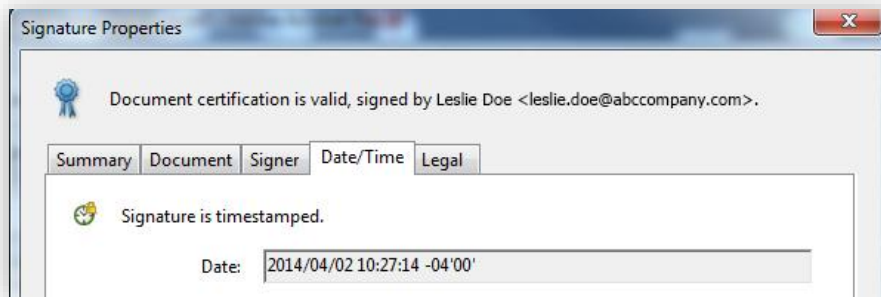 Signature Properties
Document certification is valid, signed by Leslie Doe <leslie.doe@abccompany.com>.
Summary Document Signer Date/Time Legal
Signature is timestamped.
Date: 2014/04/02 10:27:14 -04'00'